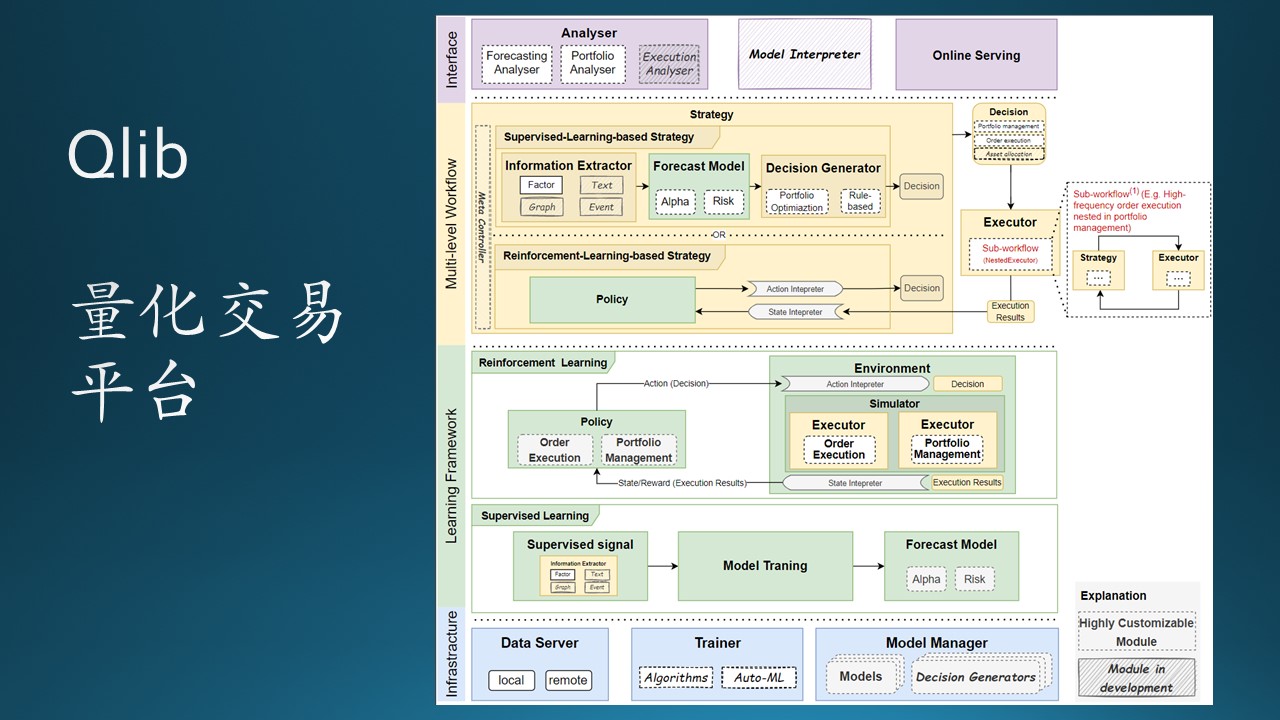 Qlib
量化交易
平台
Interface
Analyser
Forecasting
Analyser
Portfolio
Analyser
Execution
Analyser
Model Interpreter
Online Serving
Multi-level Workflow
Strategy
Meta Controller
Supervised-Learning-based Strategy
Information Extractor
Factor
Text
Graph
Event
Forecast Model
Alpha
Risk
Decision Generator
Portfolio
Optimiaztion
Rule-
based
Decision
OR
Reinforcement-Learning-based Strategy
Policy
Action Intepreter
State Intepreter
Decision
Decision
Portfolio management
Order execution
Asset allocation
Executor
Sub-workflow
(NestedExecutor)
Execution
Results
Sub-workflow(1) (E.g. High-
frequency order execution
nested in portfolio
management)
Strategy
...
Executor
...
Learning Framework
Reinforcement Learning
Action (Decision)
Policy
Order
Execution
Portfolio
Management
State/Reward (Execution Results)
Environment
Action Intepreter
Decision
Simulator
Executor
Order
Execution
Executor
Portfolio
Management
State Intepreter
Execution Results
Supervised Learning
Supervised signal
Information Extractor
Factor
Text
Graph
Event
Model Traning
Forecast Model
Alpha
Risk
Infrastracture
Data Server
local
remote
Trainer
Algorithms
Auto-ML
Model Manager
Models
Decision Generators
Explanation
Highly Customizable
Module
Module in
development